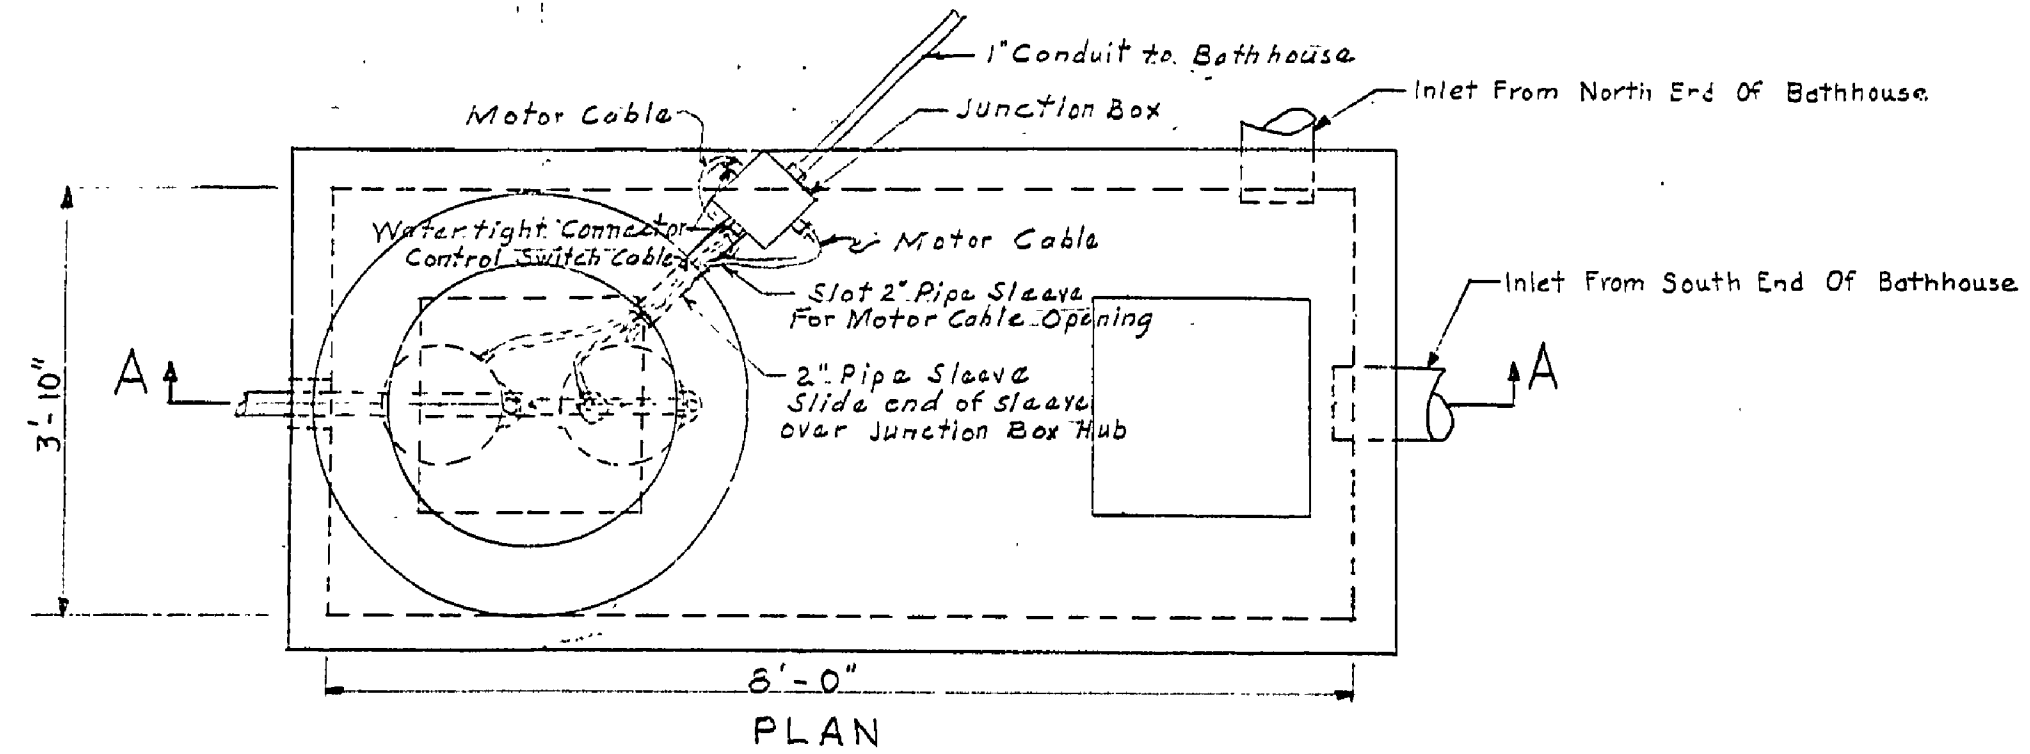 1" Conduit to Bathhouse
Inlet From North End Of Bathhouse
Motor Cable
Junction Box
Watertight Connector
Control Switch Cable
Motor Cable
Inlet From South End Of Bathhouse
Slot 2" Pipe Sleeve
For Motor Cable Opening
A
A
2" Pipe Sleeve
Slide end of sleeve
over Junction Box Hub
3'-10"
8'-0"
PLAN